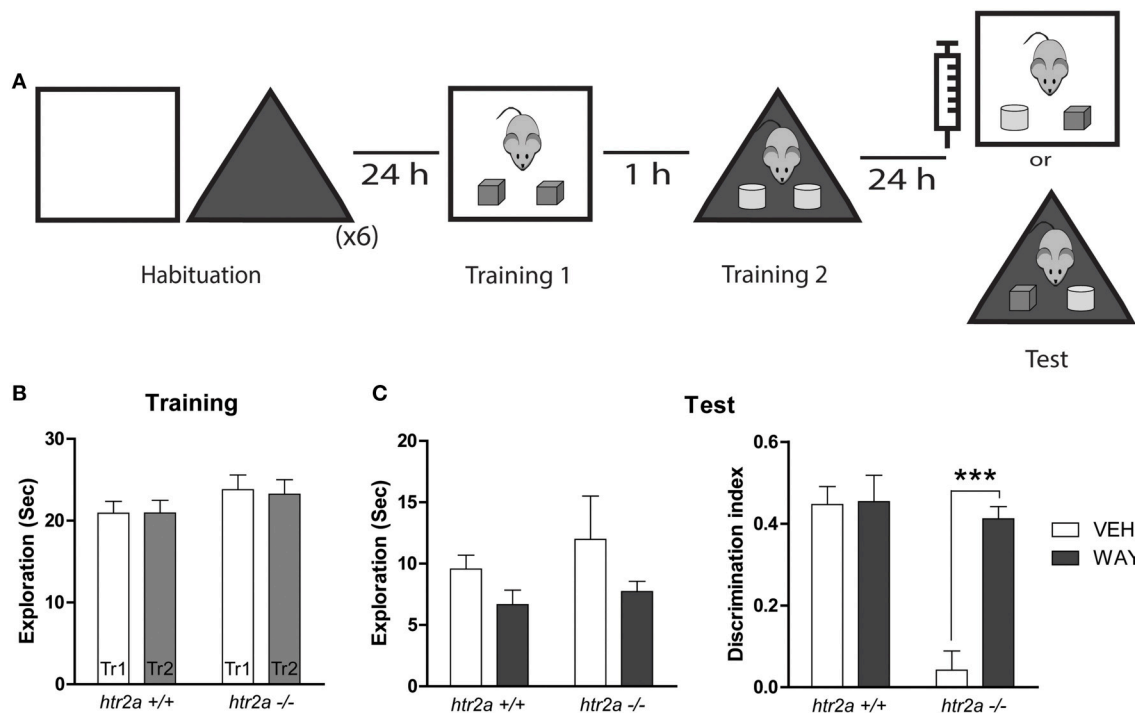 A
24 h
1 h
24 h
or
(x6)
Habituation
Training 1
Training 2
Test
B
Training
Exploration (Sec)
30
20
10
0
Tr1
Tr2
Tr1
Tr2
htr2a +/+
htr2a -/-
C
Test
Exploration (Sec)
20
15
10
5
0
htr2a +/+
htr2a -/-
Discrimination index
0.6
0.4
0.6
0.0
***
htr2a +/+
htr2a -/-
VEH
WAY